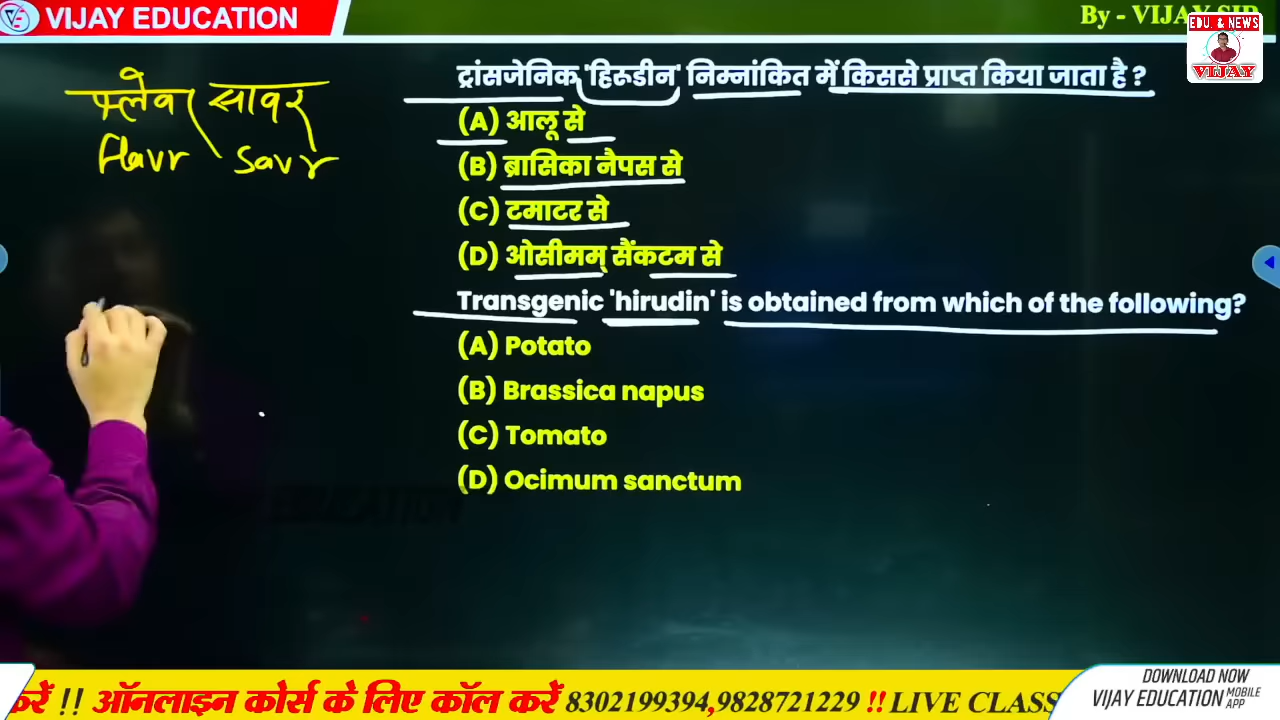 VIJAY EDUCATION
By - VIJAY SIR
EDU. & NEWS
VIJAY
फ्लेवर सावर
Flavr Savr
ट्रांसजेनिक 'हिरूडीन' निम्नांकित में किससे प्राप्त किया जाता है ?
(A) आलू से
(B) ब्रासिका नैपस से
(C) टमाटर से
(D) ओसीमम् सैंकटम से
Transgenic 'hirudin' is obtained from which of the following?
(A) Potato
(B) Brassica napus
(C) Tomato
(D) Ocimum sanctum
करें !! ऑनलाइन कोर्स के लिए कॉल करें 8302199394,9828721229 !! LIVE CLASS
DOWNLOAD NOW
VIJAY EDUCATION MOBILE APP